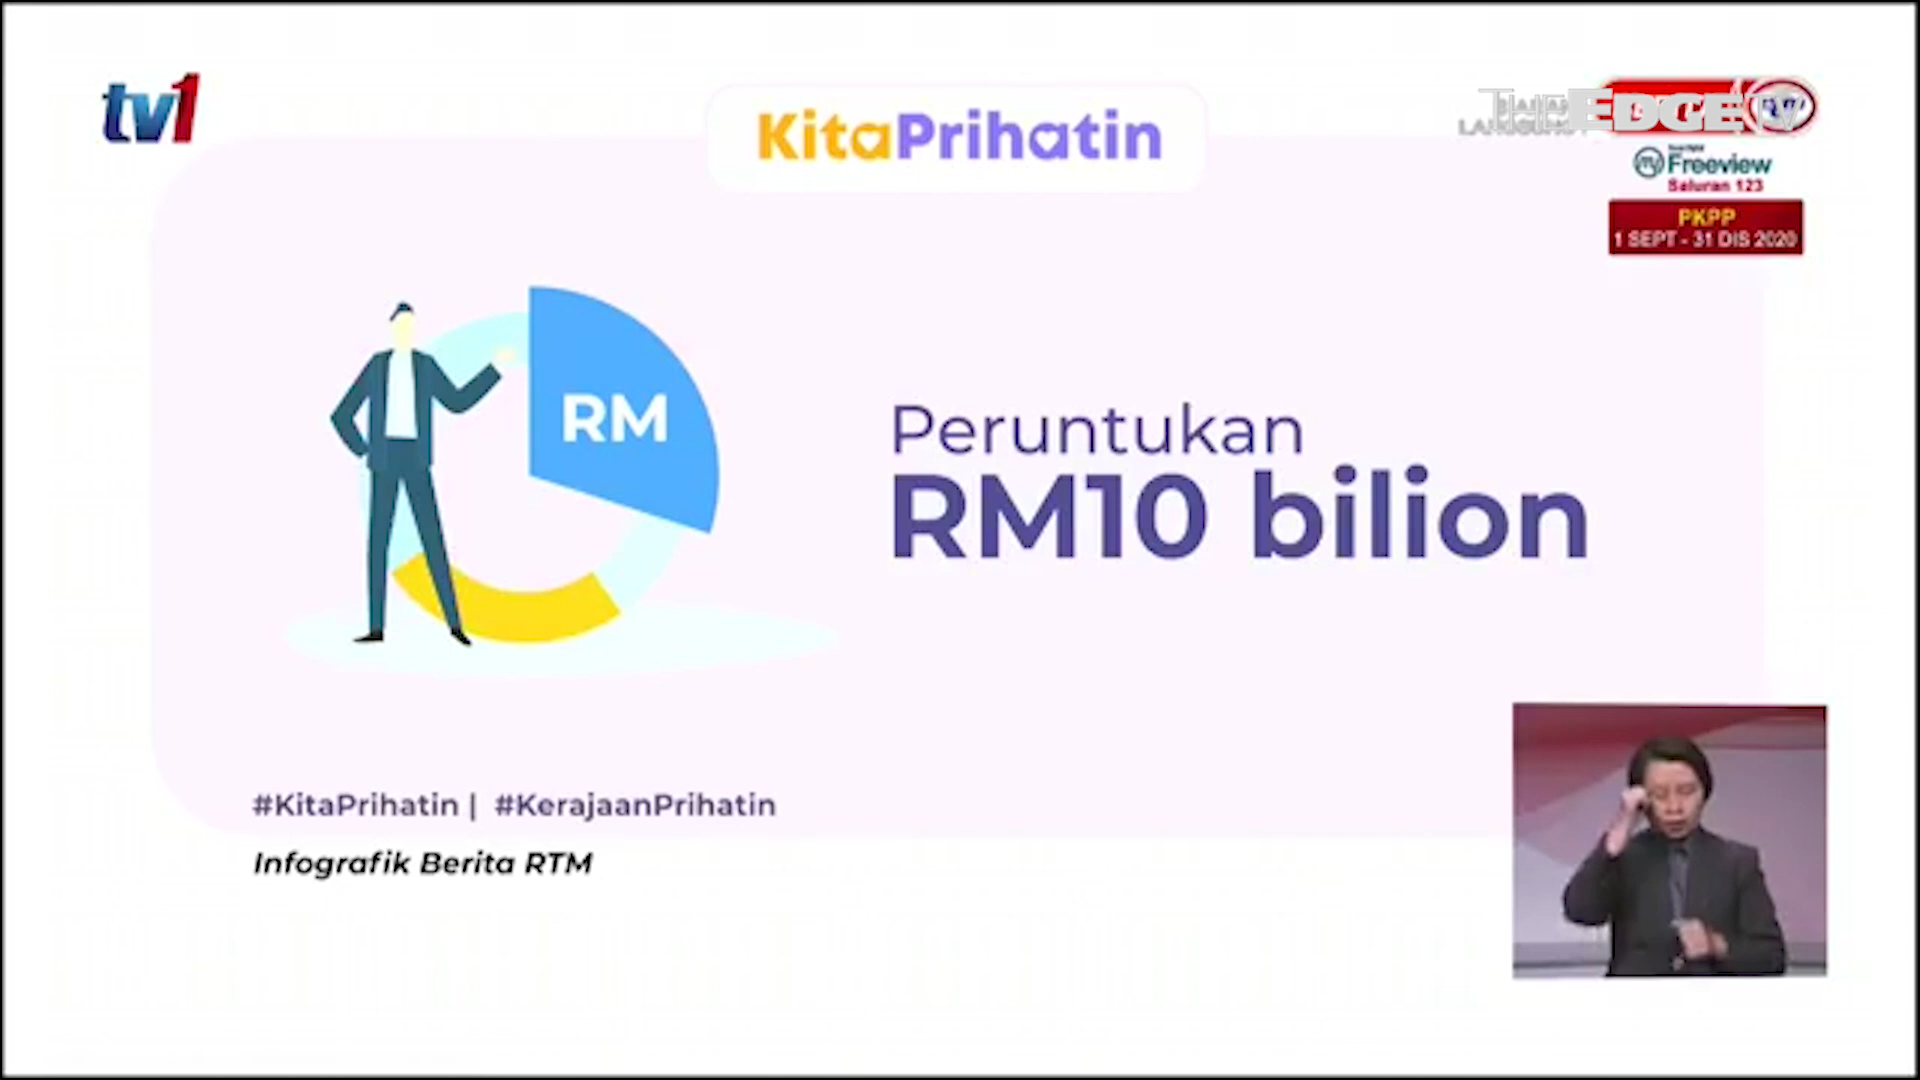 tv1
KitaPrihatin
Freeview
Saluran 123
PKPP
1 SEPT - 31 DIS 2020
RM
Peruntukan
RM10 bilion
#KitaPrihatin | #KerajaanPrihatin
Infografik Berita RTM